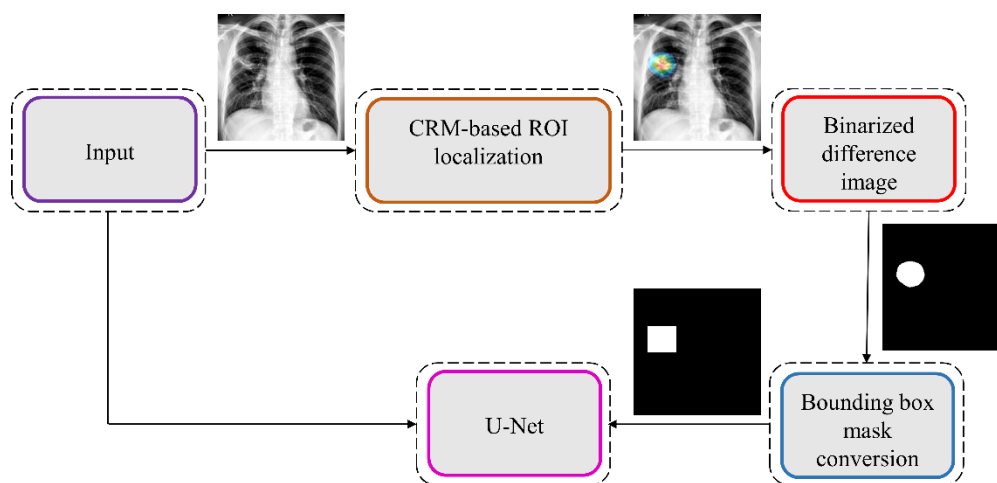 Input
CRM-based ROI
localization
Binarized
difference
image
U-Net
Bounding box
mask
conversion